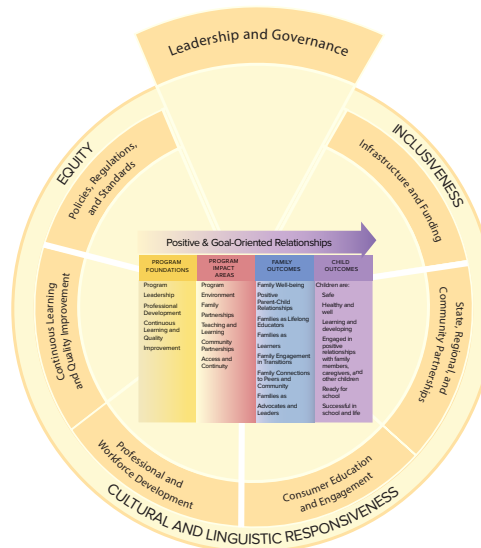 Leadership and Governance
EQUITY
INCLUSIVENESS
Policies, Regulations,
and Standards
Infrastructure and Funding
Positive & Goal-Oriented Relationships
PROGRAM
FOUNDATIONS
Program
Leadership
Professional
Development
Continuous
Learning and
Quality
Improvement
PROGRAM
IMPACT
AREAS
Program
Environment
Family
Partnerships
Teaching and
Learning
Community
Partnerships
Access and
Continuity
FAMILY
OUTCOMES
Family Well-being
Positive
Parent-Child
Relationships
Families as Lifelong
Educators
Families as
Learners
Family Engagement
in Transitions
Family Connections
to Peers and
Community
Families as
Advocates and
Leaders
CHILD
OUTCOMES
Children are:
Safe
Healthy and
well
Learning and
developing
Engaged in
positive
relationships
with family
members,
caregivers, and
other children
Ready for
school
Successful in
school and life
Continuous Learning
and Quality Improvement
State, Regional, and
Community Partnerships
Professional and
Workforce Development
Consumer Education
and Engagement
CULTURAL AND LINGUISTIC RESPONSIVENESS